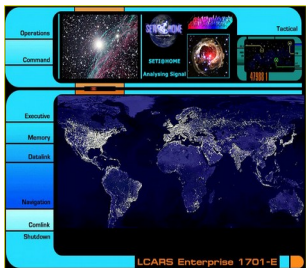 Operations
Tactical
SETI@HOME
Command
SETI@HOME
Analysing Signal
Executive
Memory
Datalink
Navigation
Comlink
Shutdown
LCARS Enterprise 1701-E